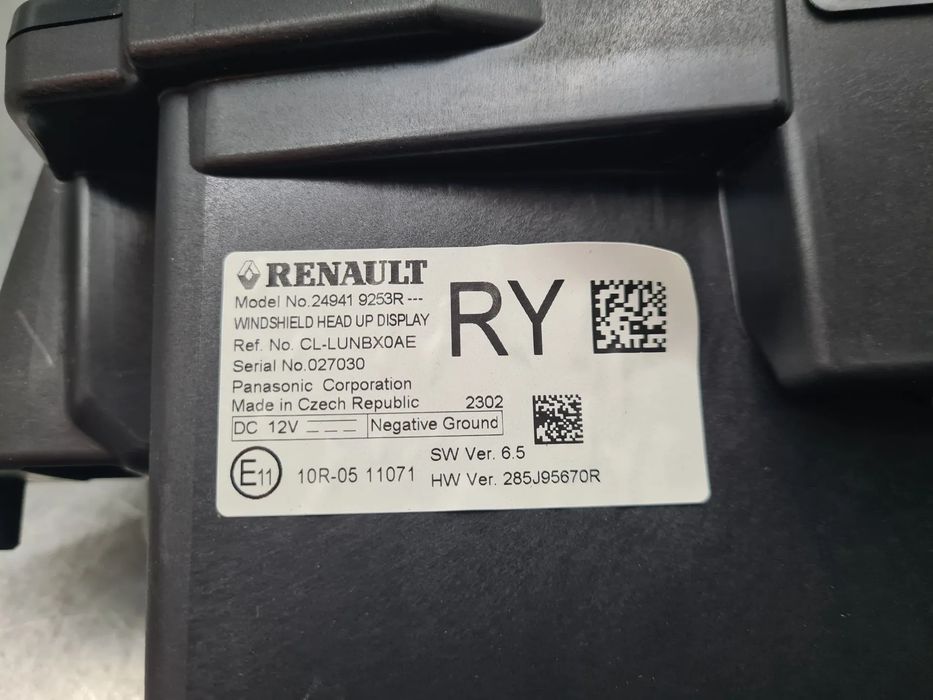 RENAULT
Model No.24941 9253R ---
WINDSHIELD HEAD UP DISPLAY
Ref. No. CL-LUNBX0AE
Serial No.027030
Panasonic Corporation
Made in Czech Republic 2302
DC 12V Negative Ground
RY
SW Ver. 6.5
E11 10R-05 11071 HW Ver. 285J95670R